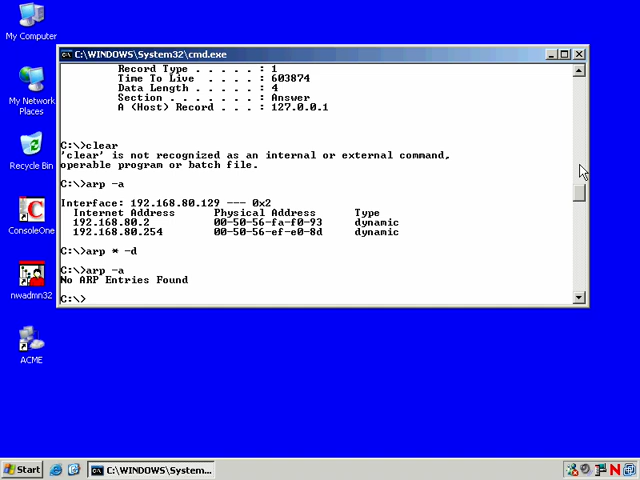 My Computer
My Network
Places
Recycle Bin
ConsoleOne
nwadmn32
ACME
C:\WINDOWS\System32\cmd.exe
Record Type . . . . . : 1
Time To Live  . . . . : 603874
Data Length . . . . . : 4
Section . . . . . . . : Answer
A (Host) Record . . . : 127.0.0.1
C:\>clear
'clear' is not recognized as an internal or external command,
operable program or batch file.
C:\>arp -a
Interface: 192.168.80.129 --- 0x2
Internet Address      Physical Address      Type
192.168.80.2          00-50-56-fa-f0-93     dynamic
192.168.80.254        00-50-56-ef-e0-8d     dynamic
C:\>arp * -d
C:\>arp -a
No ARP Entries Found
C:\>
Start
C:\WINDOWS\System...